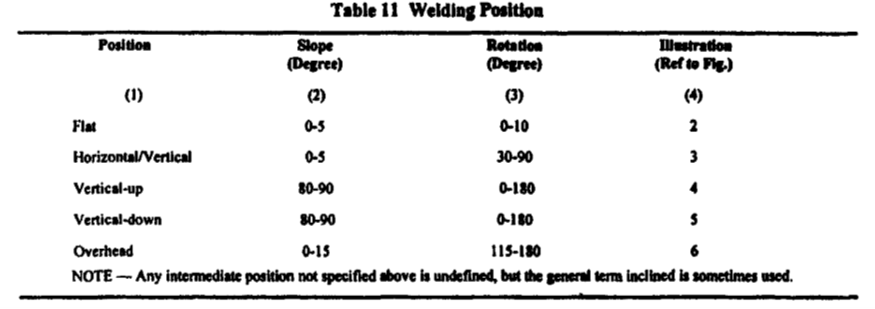 Table 11 Welding Position
Position Slope Rotation Illustration
(Degree) (Degree) (Ref to Fig.)
(1) (2) (3) (4)
Flat 0-5 0-10 2
Horizontal/Vertical 0-5 30-90 3
Vertical-up 80-90 0-180 4
Vertical-down 80-90 0-180 5
Overhead 0-15 115-180 6
NOTE — Any intermediate position not specified above is undefined, but the general term inclined is sometimes used.